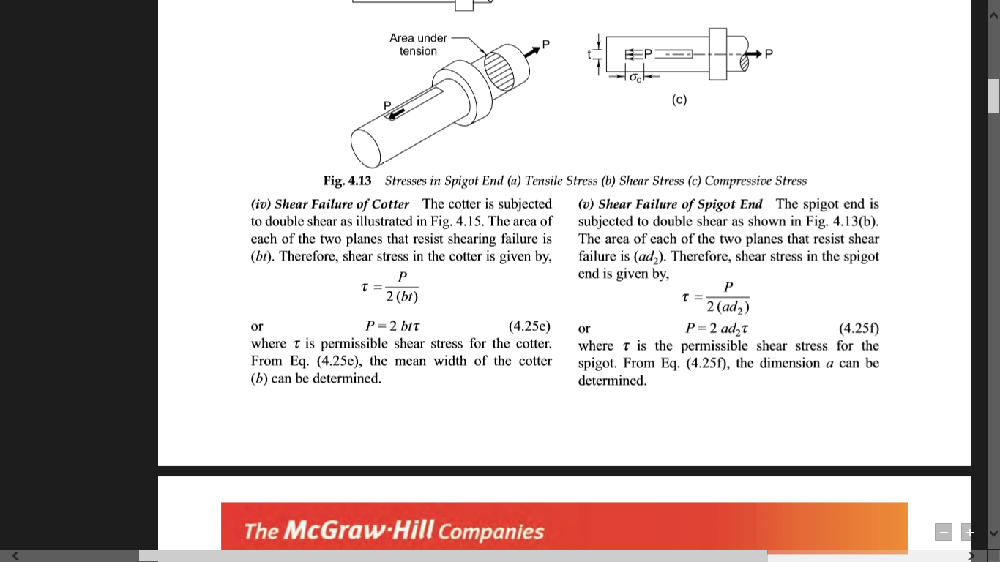 Area under
tension
P
P
t
P
P
σc
(c)
Fig. 4.13 Stresses in Spigot End (a) Tensile Stress (b) Shear Stress (c) Compressive Stress
(iv) Shear Failure of Cotter The cotter is subjected
to double shear as illustrated in Fig. 4.15. The area of
each of the two planes that resist shearing failure is
(bt). Therefore, shear stress in the cotter is given by,
τ = P / 2 (bt)
or P = 2 btτ (4.25e)
where τ is permissible shear stress for the cotter.
From Eq. (4.25e), the mean width of the cotter
(b) can be determined.
(v) Shear Failure of Spigot End The spigot end is
subjected to double shear as shown in Fig. 4.13(b).
The area of each of the two planes that resist shear
failure is (ad₂). Therefore, shear stress in the spigot
end is given by,
τ = P / 2 (ad₂)
or P = 2 ad₂τ (4.25f)
where τ is the permissible shear stress for the
spigot. From Eq. (4.25f), the dimension a can be
determined.
The McGraw·Hill Companies